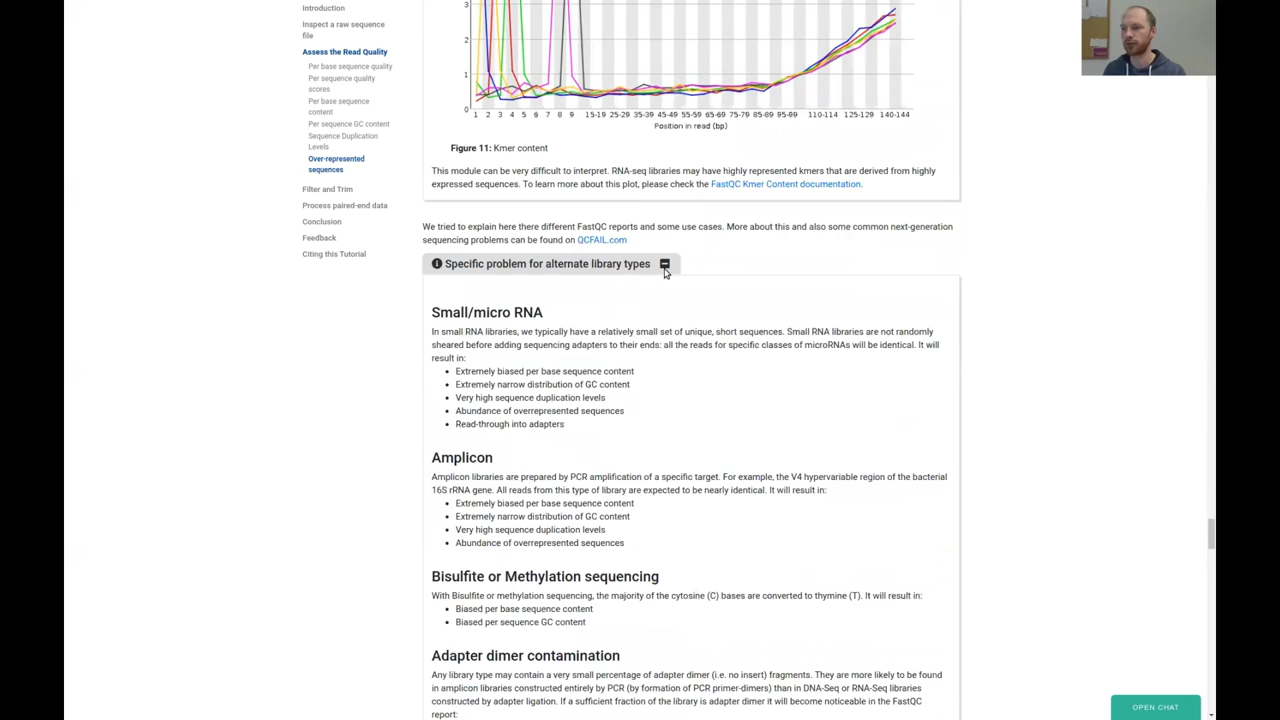 Introduction
Inspect a raw sequence
file
Assess the Read Quality
Per base sequence quality
Per sequence quality
scores
Per base sequence
content
Per sequence GC content
Sequence Duplication
Levels
Over-represented
sequences
Filter and Trim
Process paired-end data
Conclusion
Feedback
Citing this Tutorial
3
2
1
0
1 2 3 4 5 6 7 8 9 15-19 25-29 35-39 45-49 55-59 65-69 75-79 85-89 95-99 110-114 125-129 140-144
Position in read (bp)
Figure 11: Kmer content
This module can be very difficult to interpret. RNA-seq libraries may have highly represented kmers that are derived from highly
expressed sequences. To learn more about this plot, please check the FastQC Kmer Content documentation.
We tried to explain here there different FastQC reports and some use cases. More about this and also some common next-generation
sequencing problems can be found on QCFAIL.com
Specific problem for alternate library types
Small/micro RNA
In small RNA libraries, we typically have a relatively small set of unique, short sequences. Small RNA libraries are not randomly
sheared before adding sequencing adapters to their ends: all the reads for specific classes of microRNAs will be identical. It will
result in:
• Extremely biased per base sequence content
• Extremely narrow distribution of GC content
• Very high sequence duplication levels
• Abundance of overrepresented sequences
• Read-through into adapters
Amplicon
Amplicon libraries are prepared by PCR amplification of a specific target. For example, the V4 hypervariable region of the bacterial
16S rRNA gene. All reads from this type of library are expected to be nearly identical. It will result in:
• Extremely biased per base sequence content
• Extremely narrow distribution of GC content
• Very high sequence duplication levels
• Abundance of overrepresented sequences
Bisulfite or Methylation sequencing
With Bisulfite or methylation sequencing, the majority of the cytosine (C) bases are converted to thymine (T). It will result in:
• Biased per base sequence content
• Biased per sequence GC content
Adapter dimer contamination
Any library type may contain a very small percentage of adapter dimer (i.e. no insert) fragments. They are more likely to be found
in amplicon libraries constructed entirely by PCR (by formation of PCR primer-dimers) than in DNA-Seq or RNA-Seq libraries
constructed by adapter ligation. If a sufficient fraction of the library is adapter dimer it will become noticeable in the FastQC
report:
OPEN CHAT